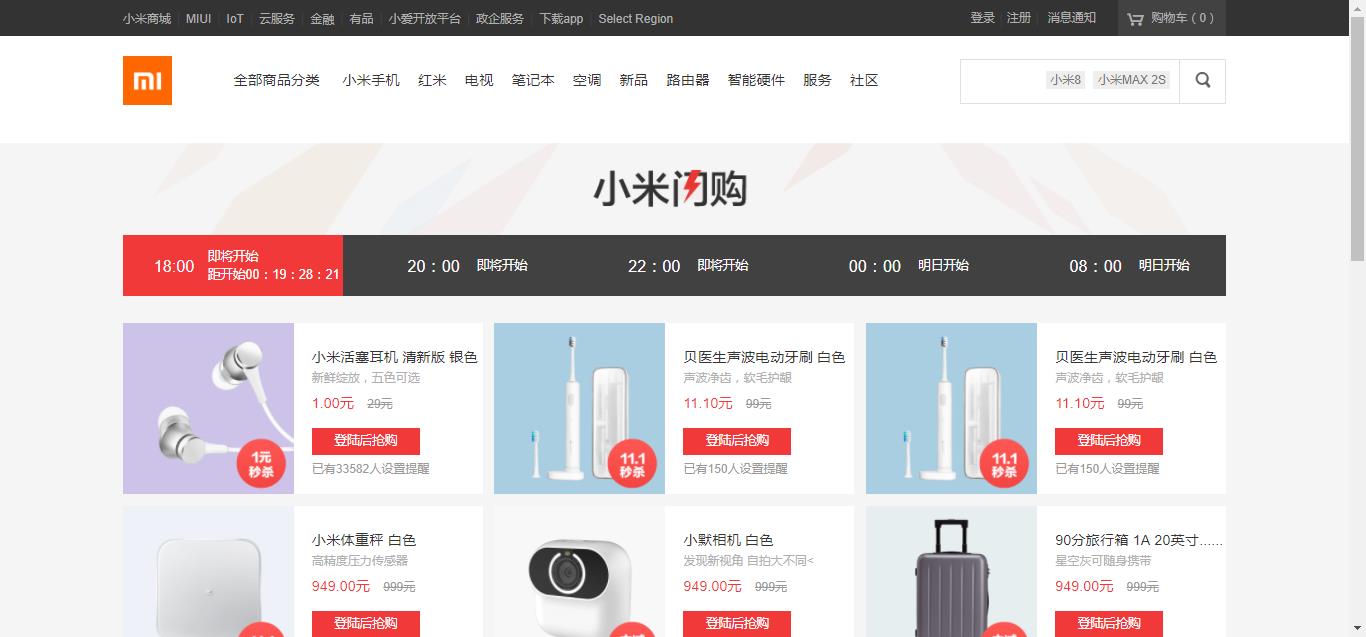 小米商城 MIUI IoT 云服务 金融 有品 小爱开放平台 政企服务 下载app Select Region 登录 注册 消息通知 购物车（0）
mi 全部商品分类 小米手机 红米 电视 笔记本 空调 新品 路由器 智能硬件 服务 社区 小米8 小米MAX 2S
小米闪购
18:00 即将开始
距开始00：19：28：21
20：00 即将开始 22：00 即将开始 00：00 明日开始 08：00 明日开始
小米活塞耳机 清新版 银色
新鲜绽放，五色可选
1.00元 29元
登陆后抢购
已有33582人设置提醒
1元
秒杀
贝医生声波电动牙刷 白色
声波净齿，软毛护龈
11.10元 99元
登陆后抢购
已有150人设置提醒
11.1
秒杀
贝医生声波电动牙刷 白色
声波净齿，软毛护龈
11.10元 99元
登陆后抢购
已有150人设置提醒
11.1
秒杀
小米体重秤 白色
高精度压力传感器
949.00元 999元
登陆后抢购
小默相机 白色
发现新视角 自拍大不同<
949.00元 999元
登陆后抢购
90分旅行箱 1A 20英寸......
星空灰可随身携带
949.00元 999元
登陆后抢购